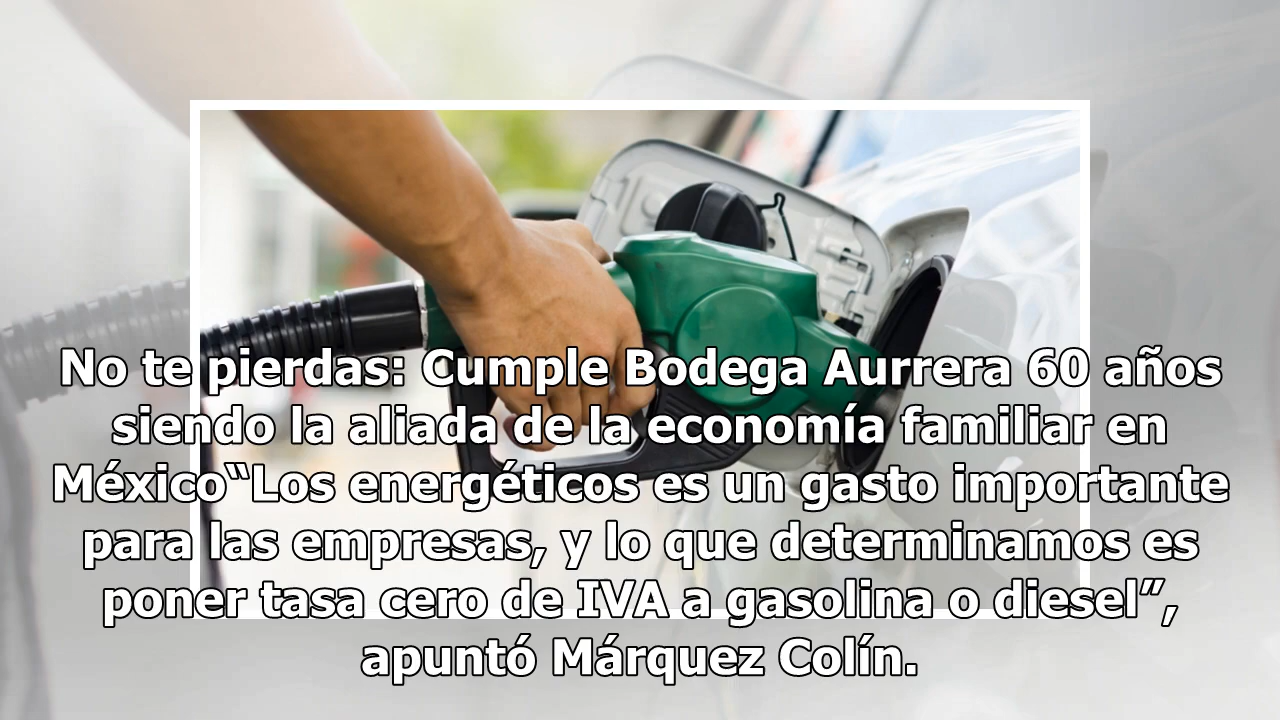 No te pierdas: Cumple Bodega Aurrera 60 años
siendo la aliada de la economía familiar en
México“Los energéticos es un gasto importante
para las empresas, y lo que determinamos es
poner tasa cero de IVA a gasolina o diesel”,
apuntó Márquez Colín.